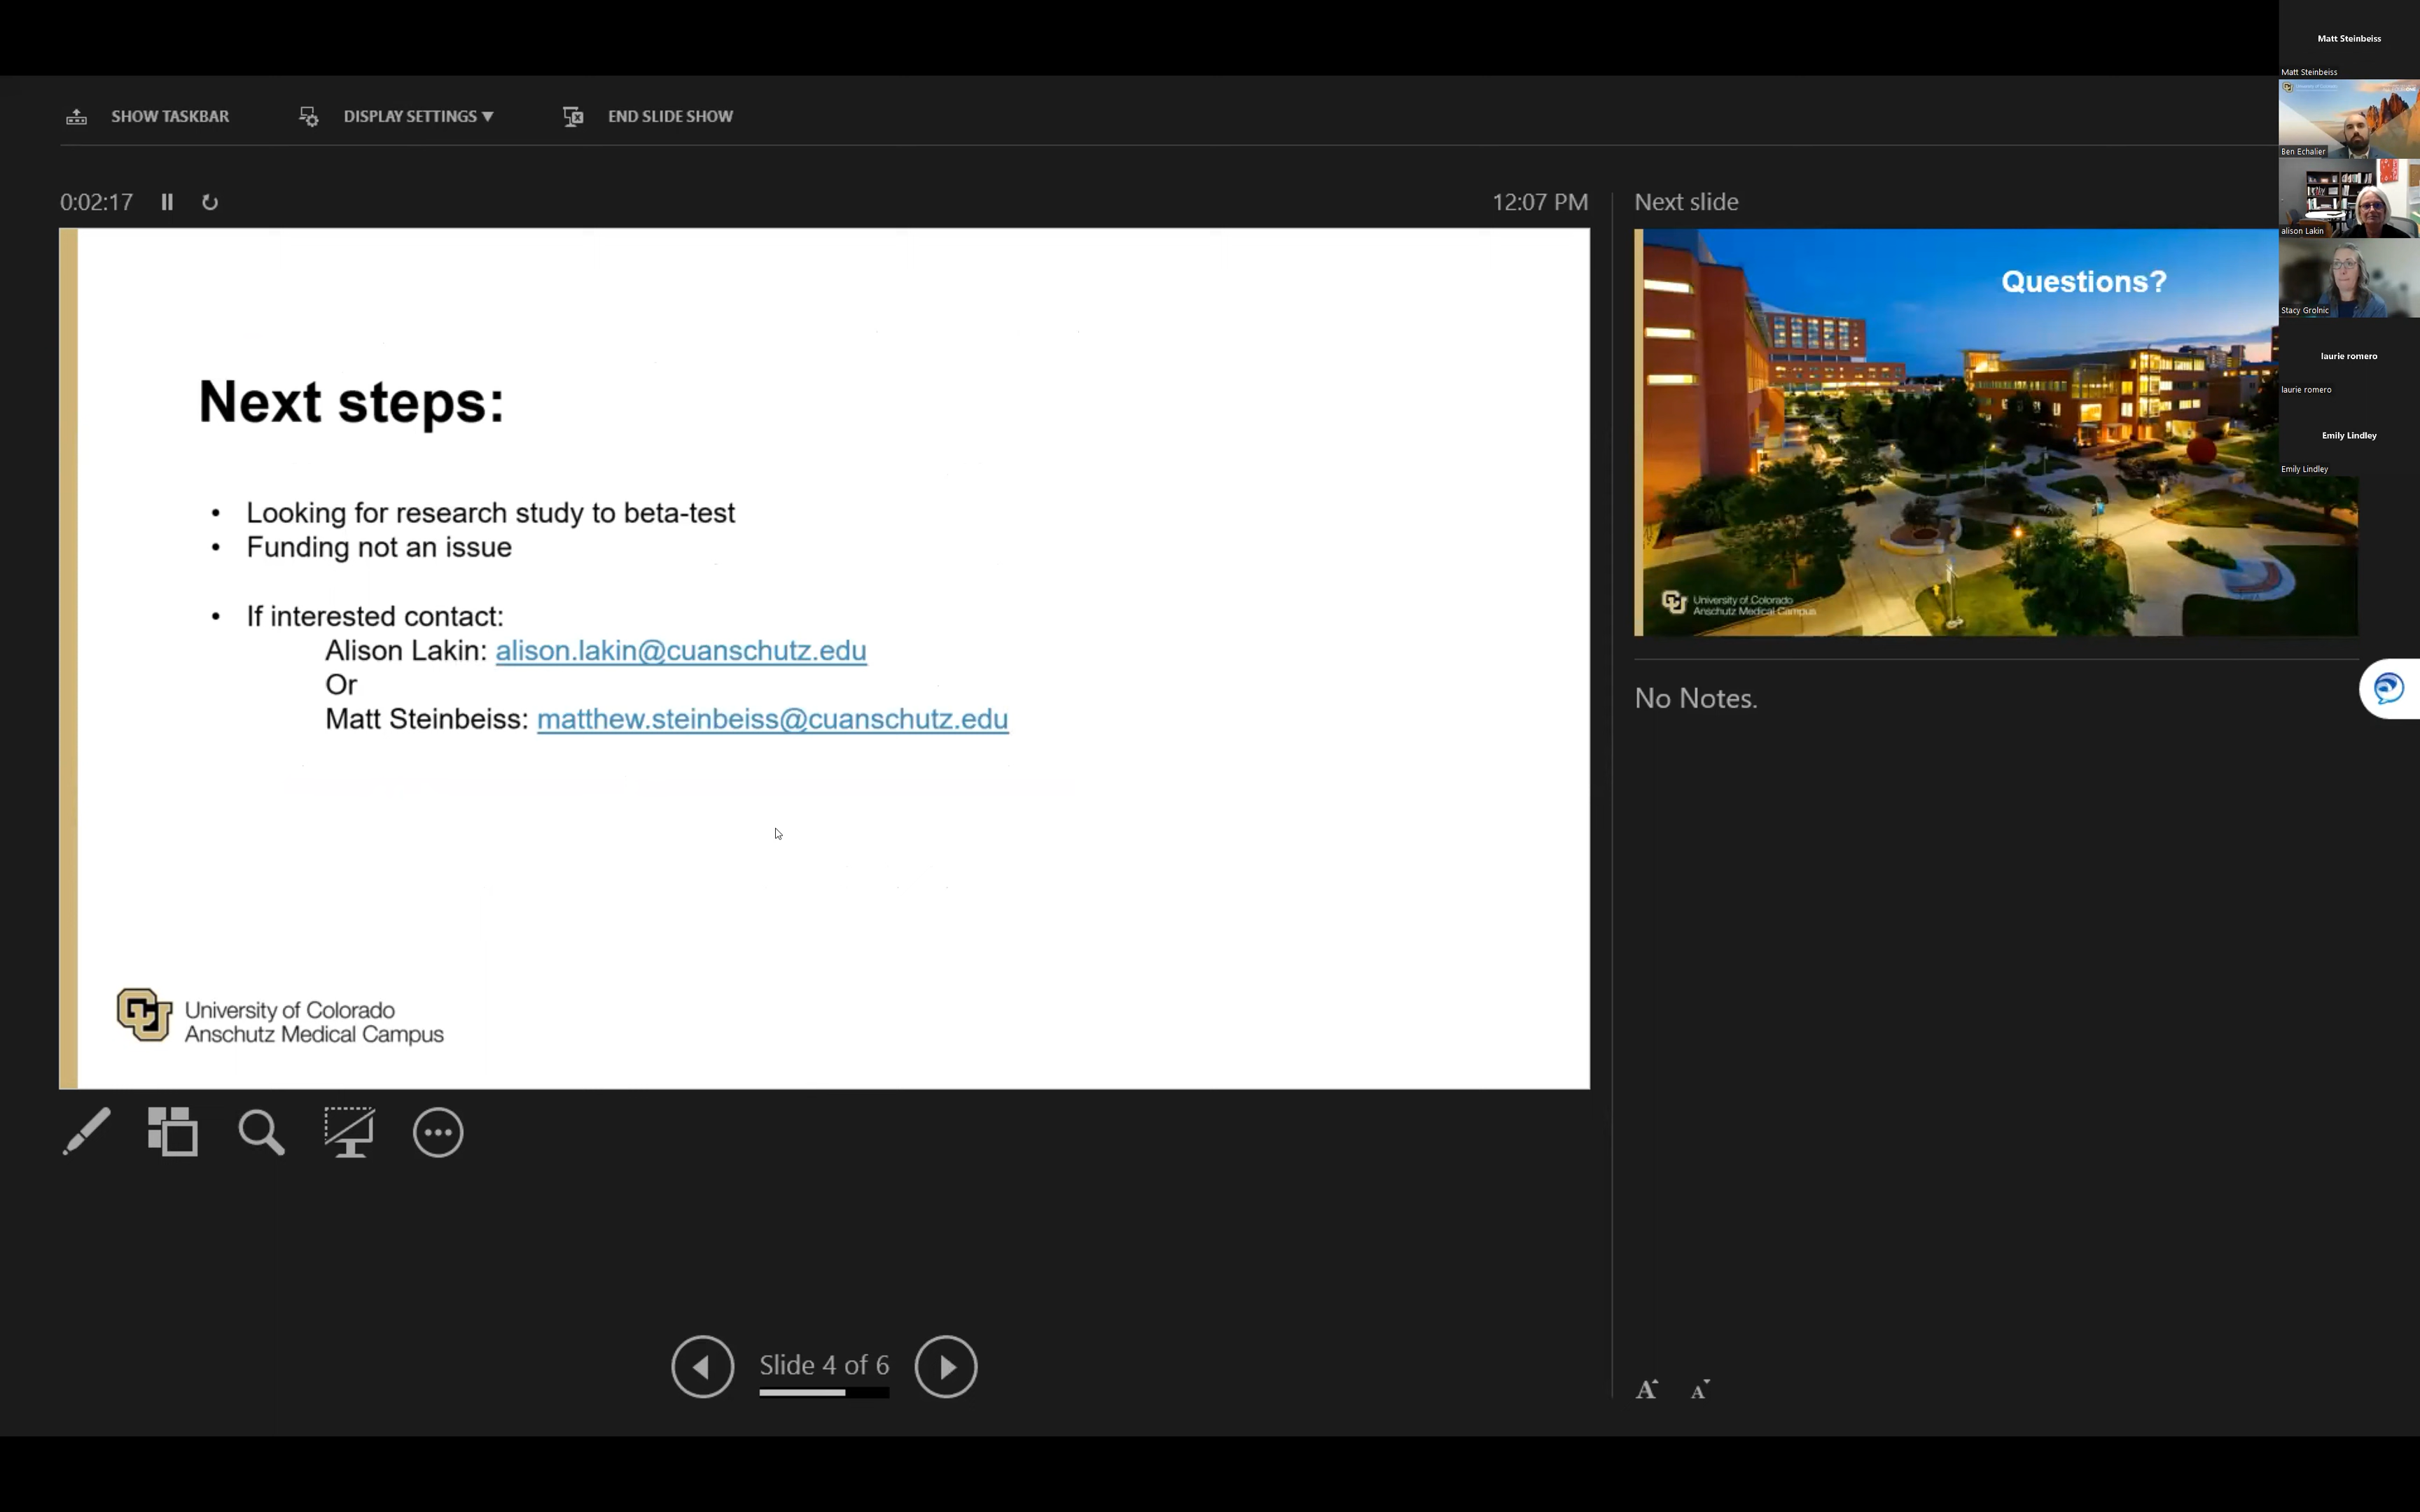 SHOW TASKBAR
DISPLAY SETTINGS ▼
END SLIDE SHOW
0:02:17
12:07 PM
Next steps:
• Looking for research study to beta-test
• Funding not an issue
• If interested contact:
Alison Lakin: alison.lakin@cuanschutz.edu
Or
Matt Steinbeiss: matthew.steinbeiss@cuanschutz.edu
University of Colorado
Anschutz Medical Campus
Slide 4 of 6
Next slide
Questions?
University of Colorado
Anschutz Medical Campus
No Notes.
A A
Matt Steinbeiss
Matt Steinbeiss
Ben Echalier
alison Lakin
Stacy Grolnic
laurie romero
laurie romero
Emily Lindley
Emily Lindley